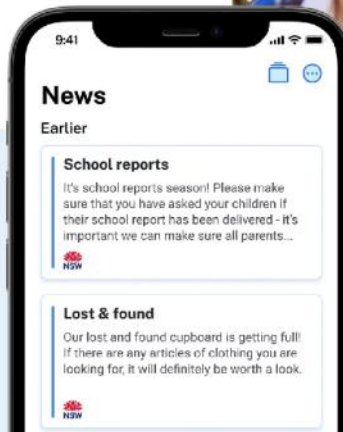 9:41
News
Earlier
School reports
It's school reports season! Please make
sure that you have asked your children if
their school report has been delivered - it's
important we can make sure all parents...
NSW
Lost & found
Our lost and found cupboard is getting full!
If there are any articles of clothing you are
looking for, it will definitely be worth a look.
NSW